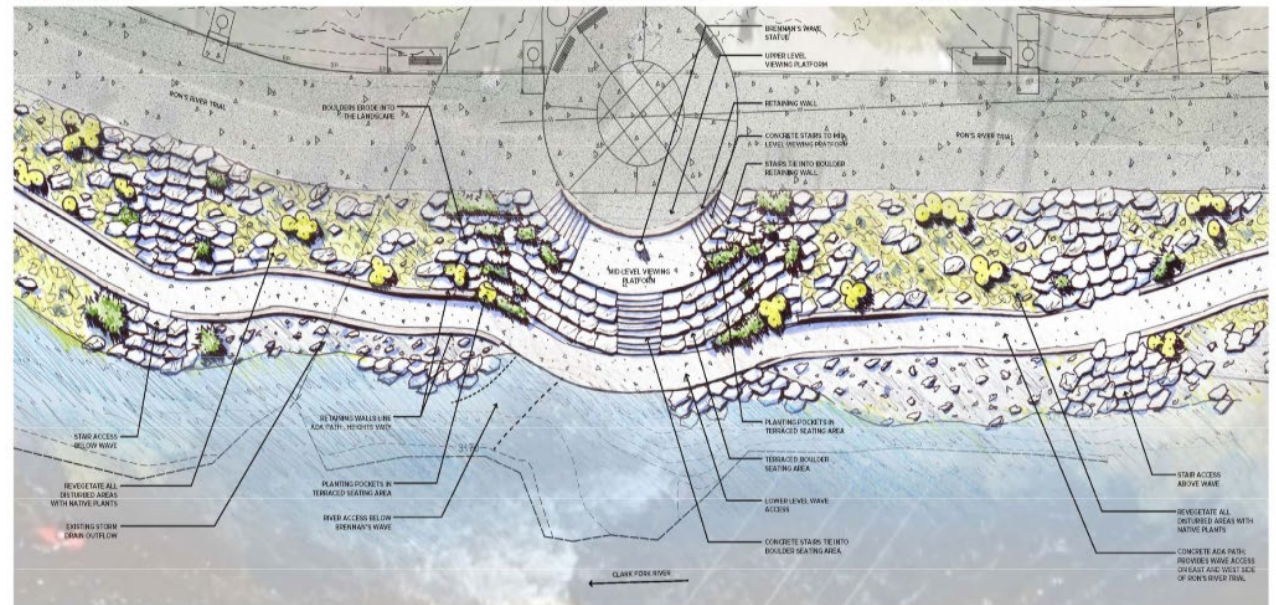 BRENNAN'S WAVE
STATUE
UPPER LEVEL
VIEWING PLATFORM
RON'S RIVER TRIAL
BOULDERS ERODE INTO
THE LANDSCAPE
RETAINING WALL
CONCRETE STAIRS TO MID
LEVEL VIEWING PLATFORM
RON'S RIVER TRIAL
STAIRS TIE INTO BOULDER
RETAINING WALL
MID-LEVEL VIEWING
PLATFORM
RETAINING WALLS LINE
ADA PATH, HEIGHTS VARY
PLANTING POCKETS IN
TERRACED SEATING AREA
STAIR ACCESS
BELOW WAVE
TERRACED BOULDER
SEATING AREA
STAIR ACCESS
ABOVE WAVE
REVEGETATE ALL
DISTURBED AREAS
WITH NATIVE PLANTS
PLANTING POCKETS IN
TERRACED SEATING AREA
LOWER LEVEL WAVE
ACCESS
REVEGETATE ALL
DISTURBED AREAS WITH
NATIVE PLANTS
EXISTING STORM
DRAIN OUTFLOW
RIVER ACCESS BELOW
BRENNAN'S WAVE
CONCRETE STAIRS TIE INTO
BOULDER SEATING AREA
CONCRETE ADA PATH,
PROVIDES WAVE ACCESS
ON EAST AND WEST SIDE
OF RON'S RIVER TRIAL
CLARK FORK RIVER